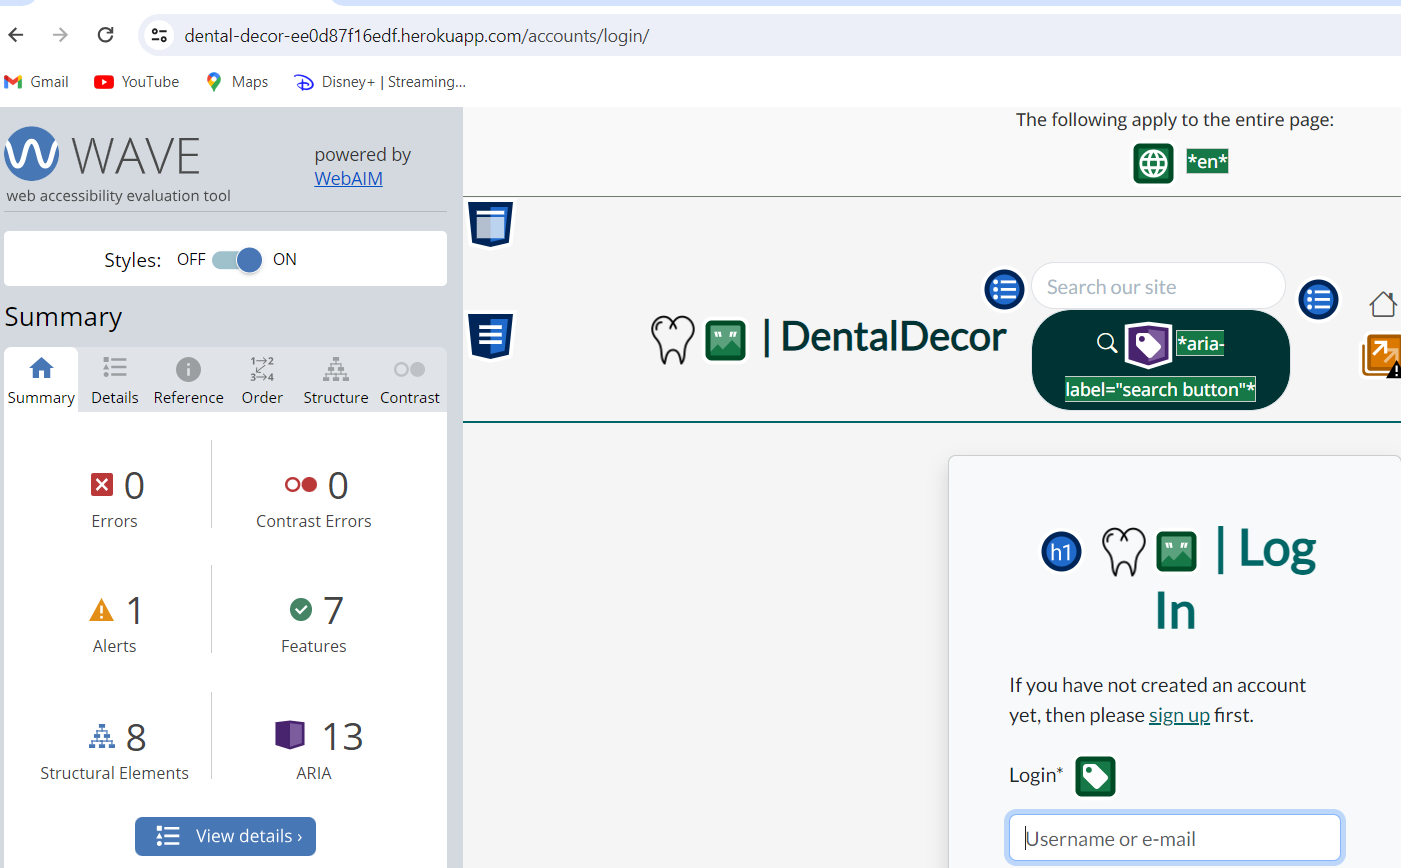 dental-decor-ee0d87f16edf.herokuapp.com/accounts/login/
Gmail
YouTube
Maps
Disney+ | Streaming...
WAVE
web accessibility evaluation tool
powered by
WebAIM
Styles: OFF ON
Summary
Summary
Details
Reference
1→2
3→4
Order
Structure
Contrast
0
Errors
0
Contrast Errors
1
Alerts
7
Features
8
Structural Elements
13
ARIA
View details ›
The following apply to the entire page:
*en*
| DentalDecor
Search our site
*aria-
label="search button"*
h1
| Log
In
If you have not created an account
yet, then please sign up first.
Login*
Username or e-mail